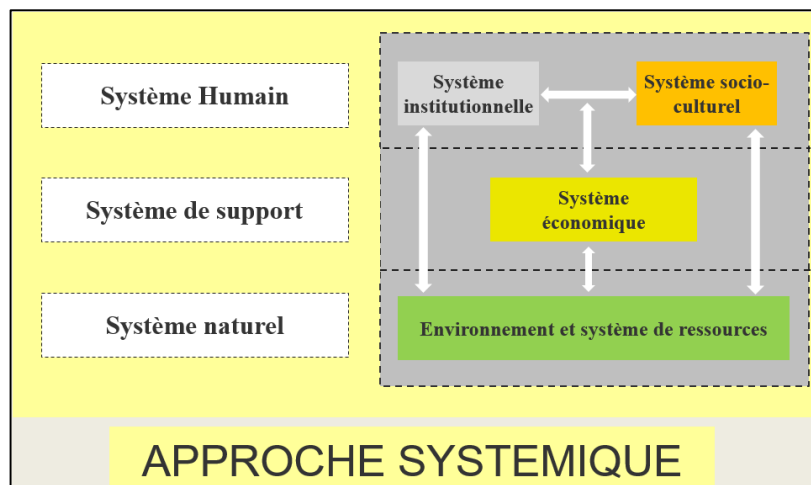 Système Humain
Système
institutionnelle
Système socio-
culturel
Système de support
Système
économique
Système naturel
Environnement et système de ressources
APPROCHE SYSTEMIQUE